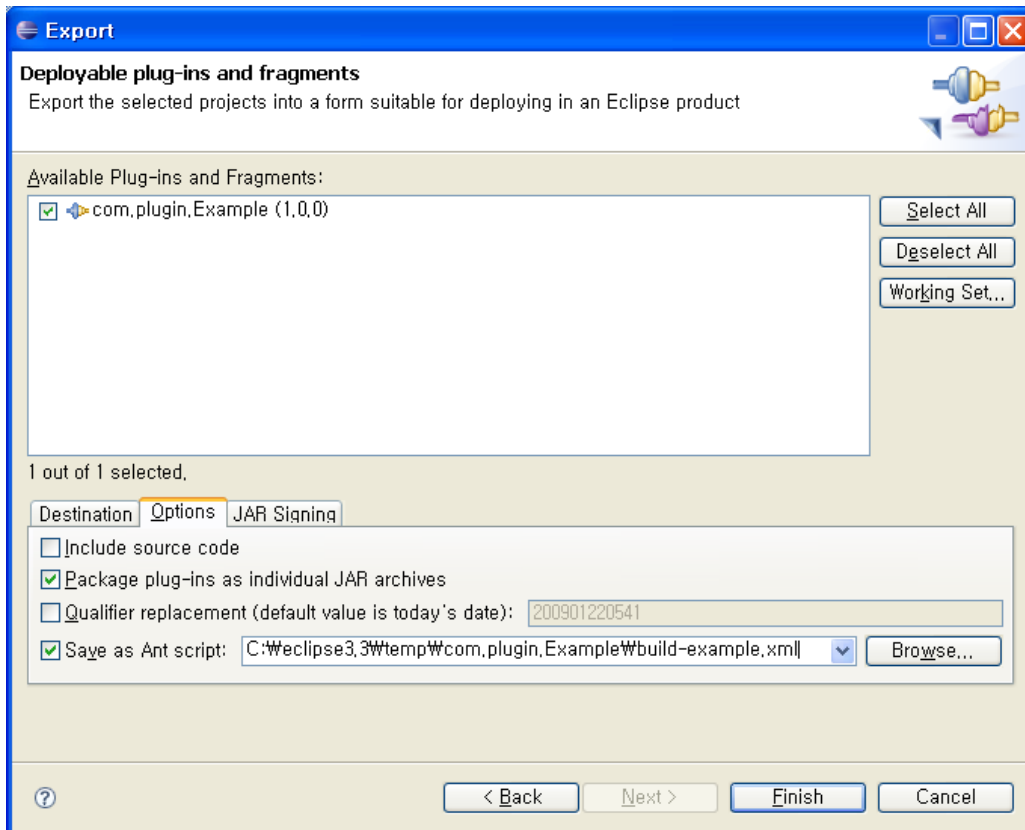 Export
Deployable plug-ins and fragments
Export the selected projects into a form suitable for deploying in an Eclipse product
Available Plug-ins and Fragments:
com.plugin.Example (1.0.0)
Select All
Deselect All
Working Set...
1 out of 1 selected.
Destination Options JAR Signing
Include source code
Package plug-ins as individual JAR archives
Qualifier replacement (default value is today's date): 200901220541
Save as Ant script: C:₩eclipse3.3₩temp₩com.plugin.Example₩build-example.xml Browse...
? < Back Next > Finish Cancel